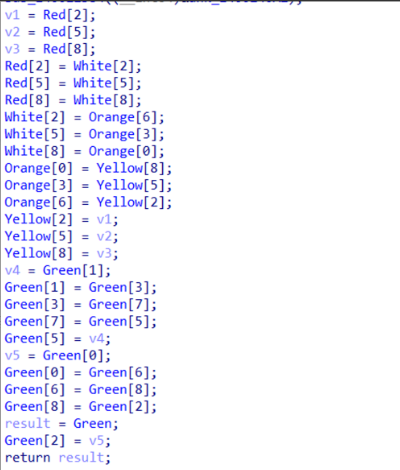 v1 = Red[2];
v2 = Red[5];
v3 = Red[8];
Red[2] = White[2];
Red[5] = White[5];
Red[8] = White[8];
White[2] = Orange[6];
White[5] = Orange[3];
White[8] = Orange[0];
Orange[0] = Yellow[8];
Orange[3] = Yellow[5];
Orange[6] = Yellow[2];
Yellow[2] = v1;
Yellow[5] = v2;
Yellow[8] = v3;
v4 = Green[1];
Green[1] = Green[3];
Green[3] = Green[7];
Green[7] = Green[5];
Green[5] = v4;
v5 = Green[0];
Green[0] = Green[6];
Green[6] = Green[8];
Green[8] = Green[2];
result = Green;
Green[2] = v5;
return result;